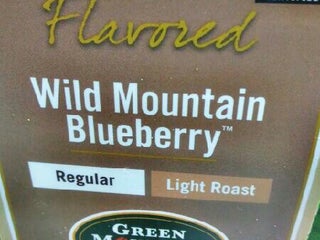 Flavored
Wild Mountain
Blueberry™
Regular
Light Roast
GREEN